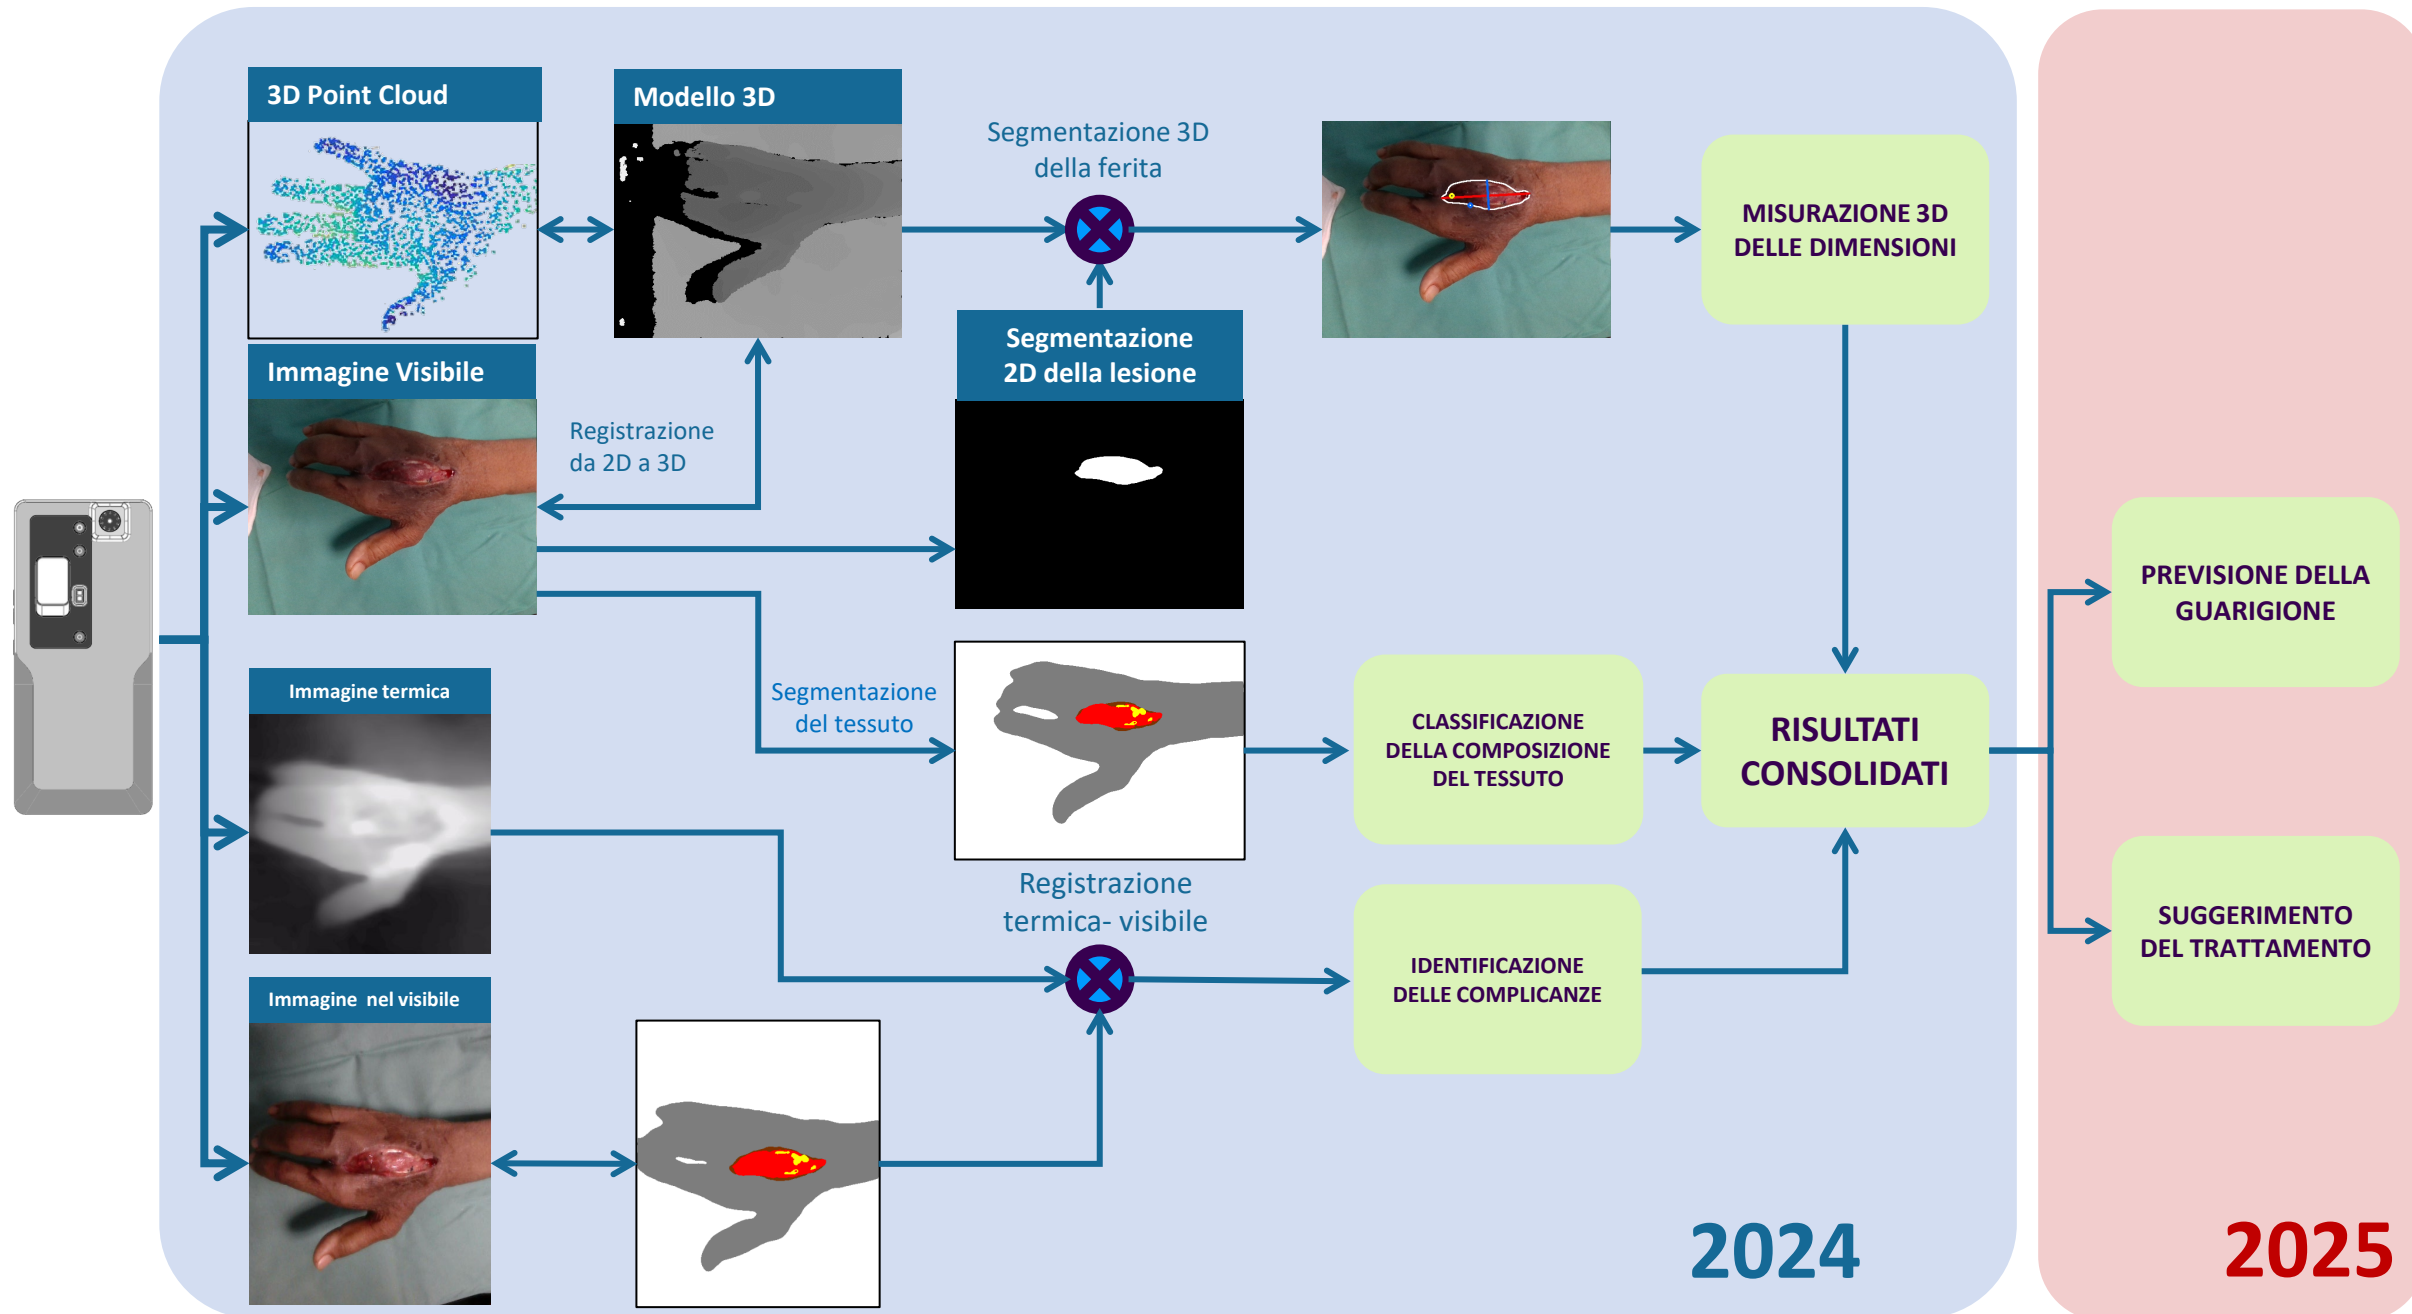 3D Point Cloud
Modello 3D
Segmentazione 3D
della ferita
MISURAZIONE 3D
DELLE DIMENSIONI
Immagine Visibile
Registrazione
da 2D a 3D
Segmentazione
2D della lesione
PREVISIONE DELLA
GUARIGIONE
Immagine termica
Segmentazione
del tessuto
CLASSIFICAZIONE
DELLA COMPOSIZIONE
DEL TESSUTO
RISULTATI
CONSOLIDATI
Registrazione
termica- visibile
IDENTIFICAZIONE
DELLE COMPLICANZE
SUGGERIMENTO
DEL TRATTAMENTO
Immagine nel visibile
2024
2025